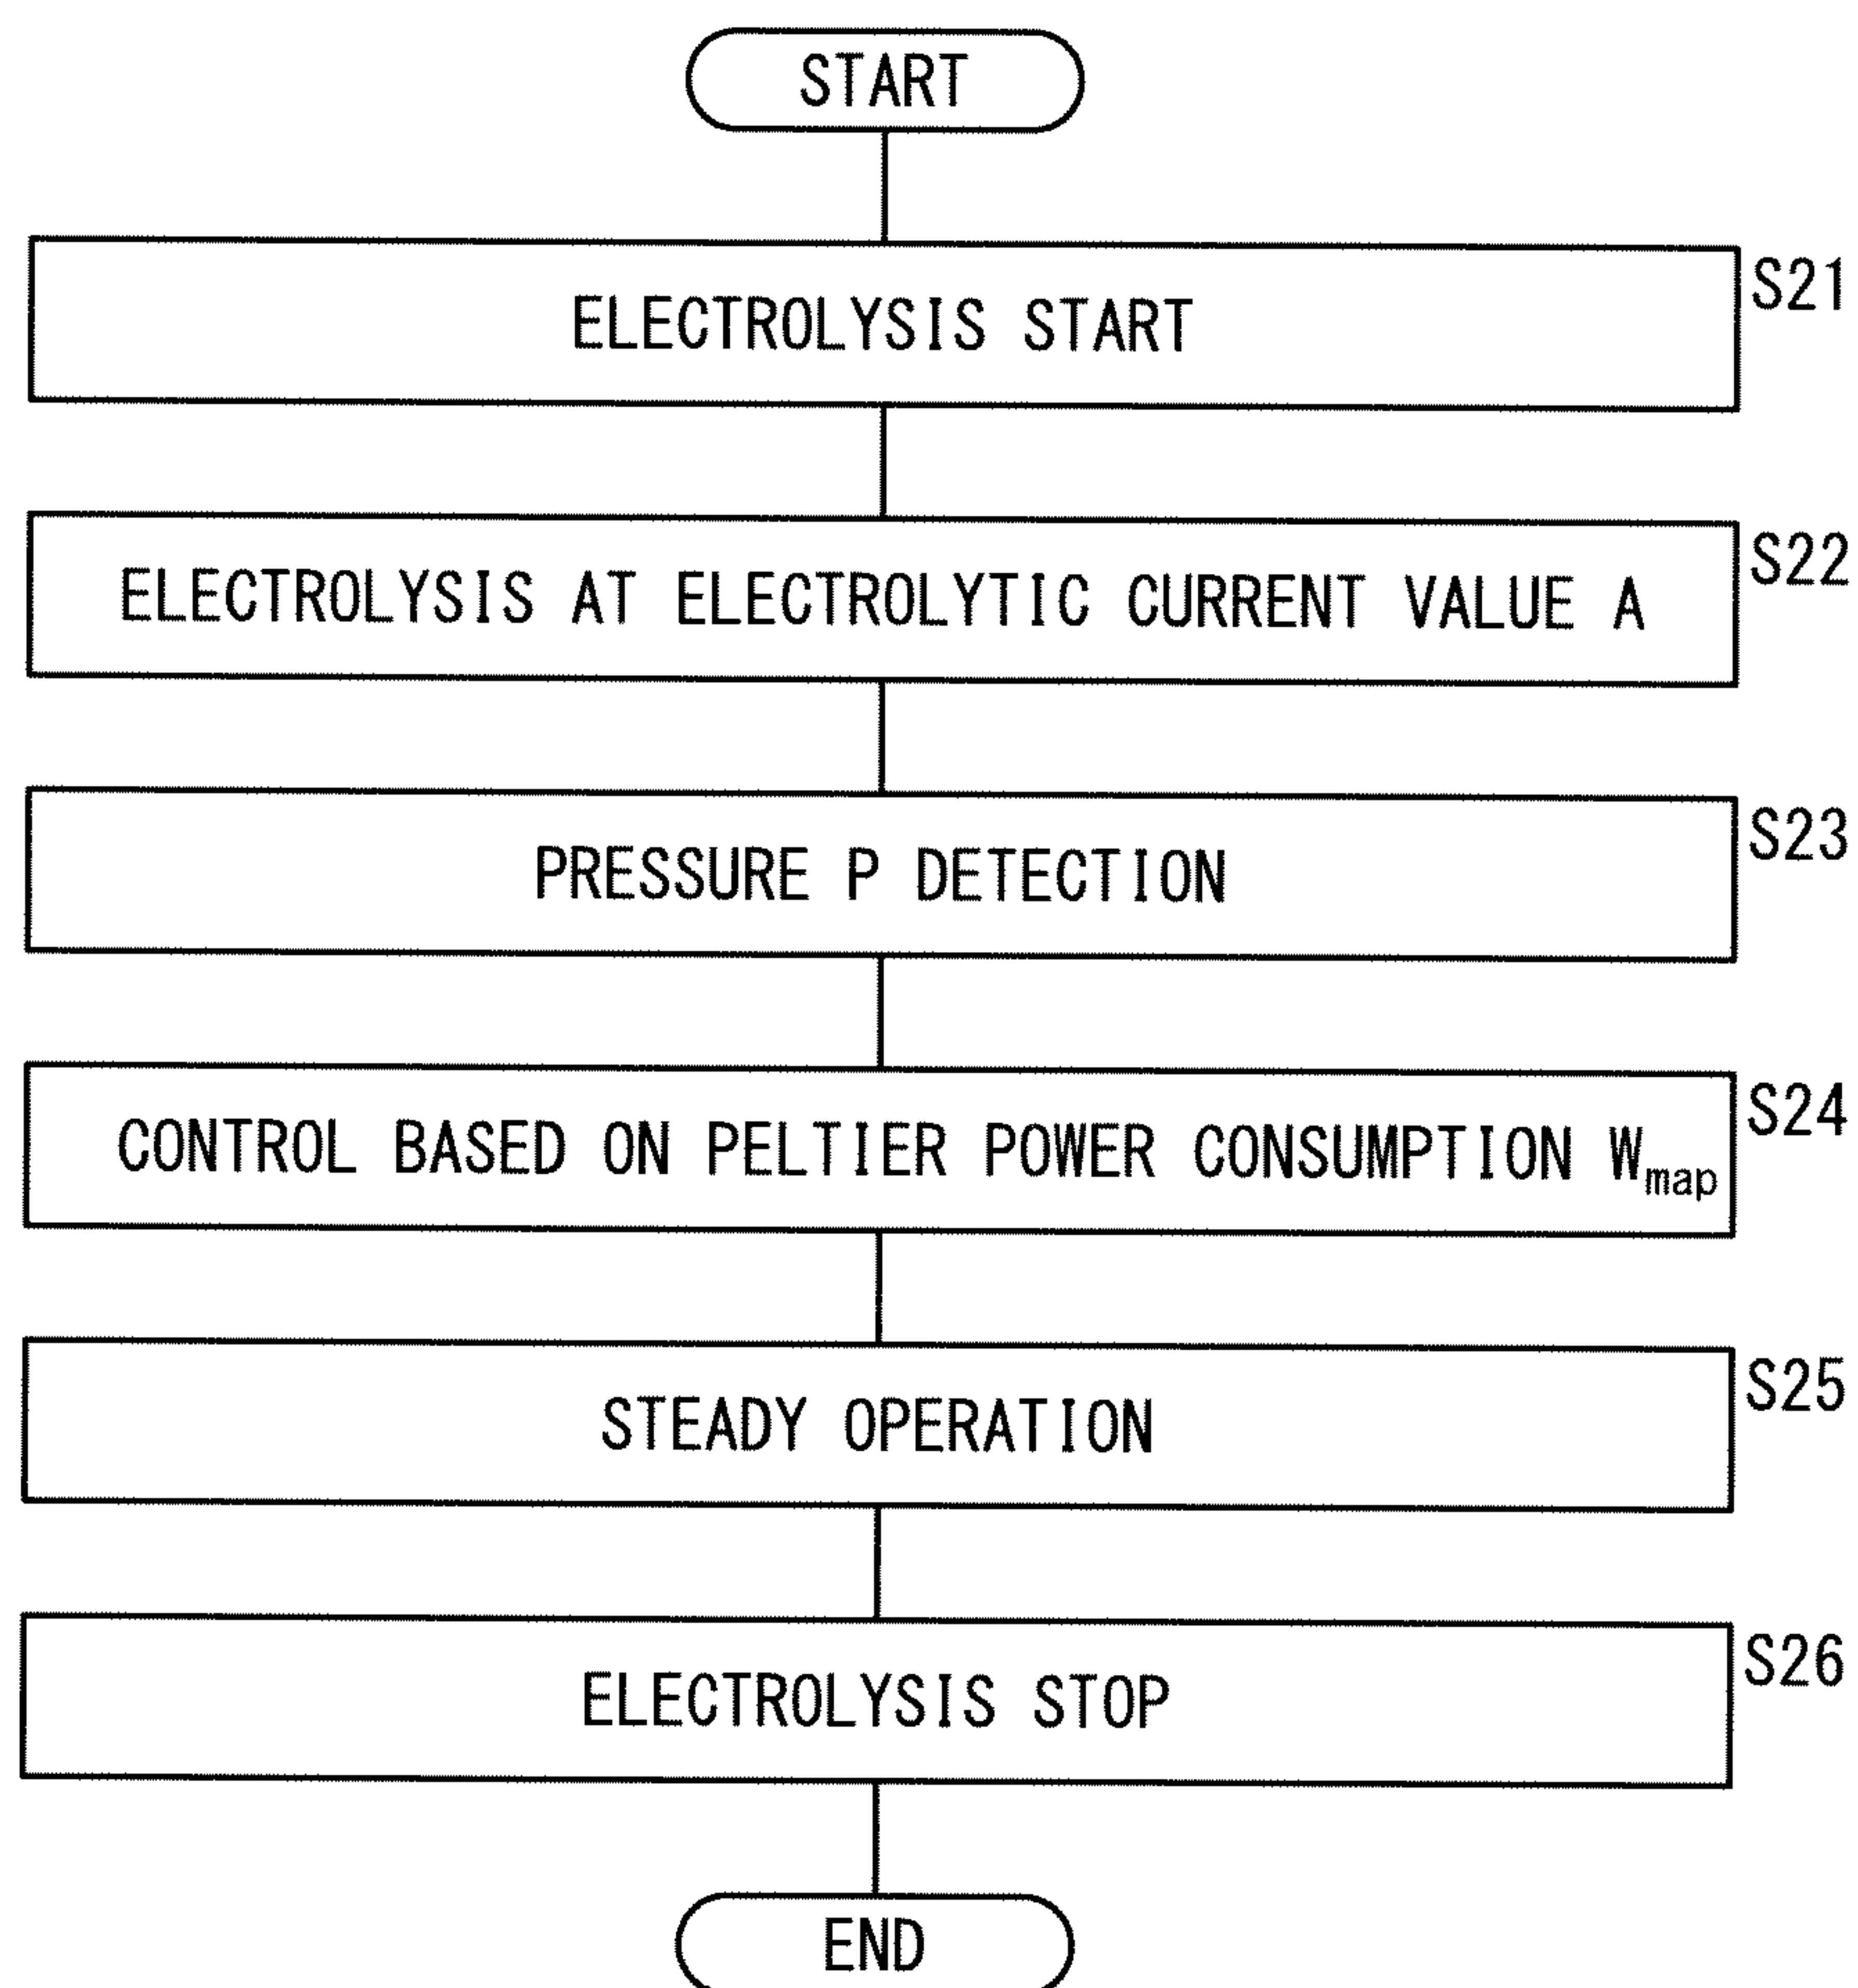 START
ELECTROLYSIS START
S21
ELECTROLYSIS AT ELECTROLYTIC CURRENT VALUE A
S22
PRESSURE P DETECTION
S23
CONTROL BASED ON PELTIER POWER CONSUMPTION Wmap
S24
STEADY OPERATION
S25
ELECTROLYSIS STOP
S26
END